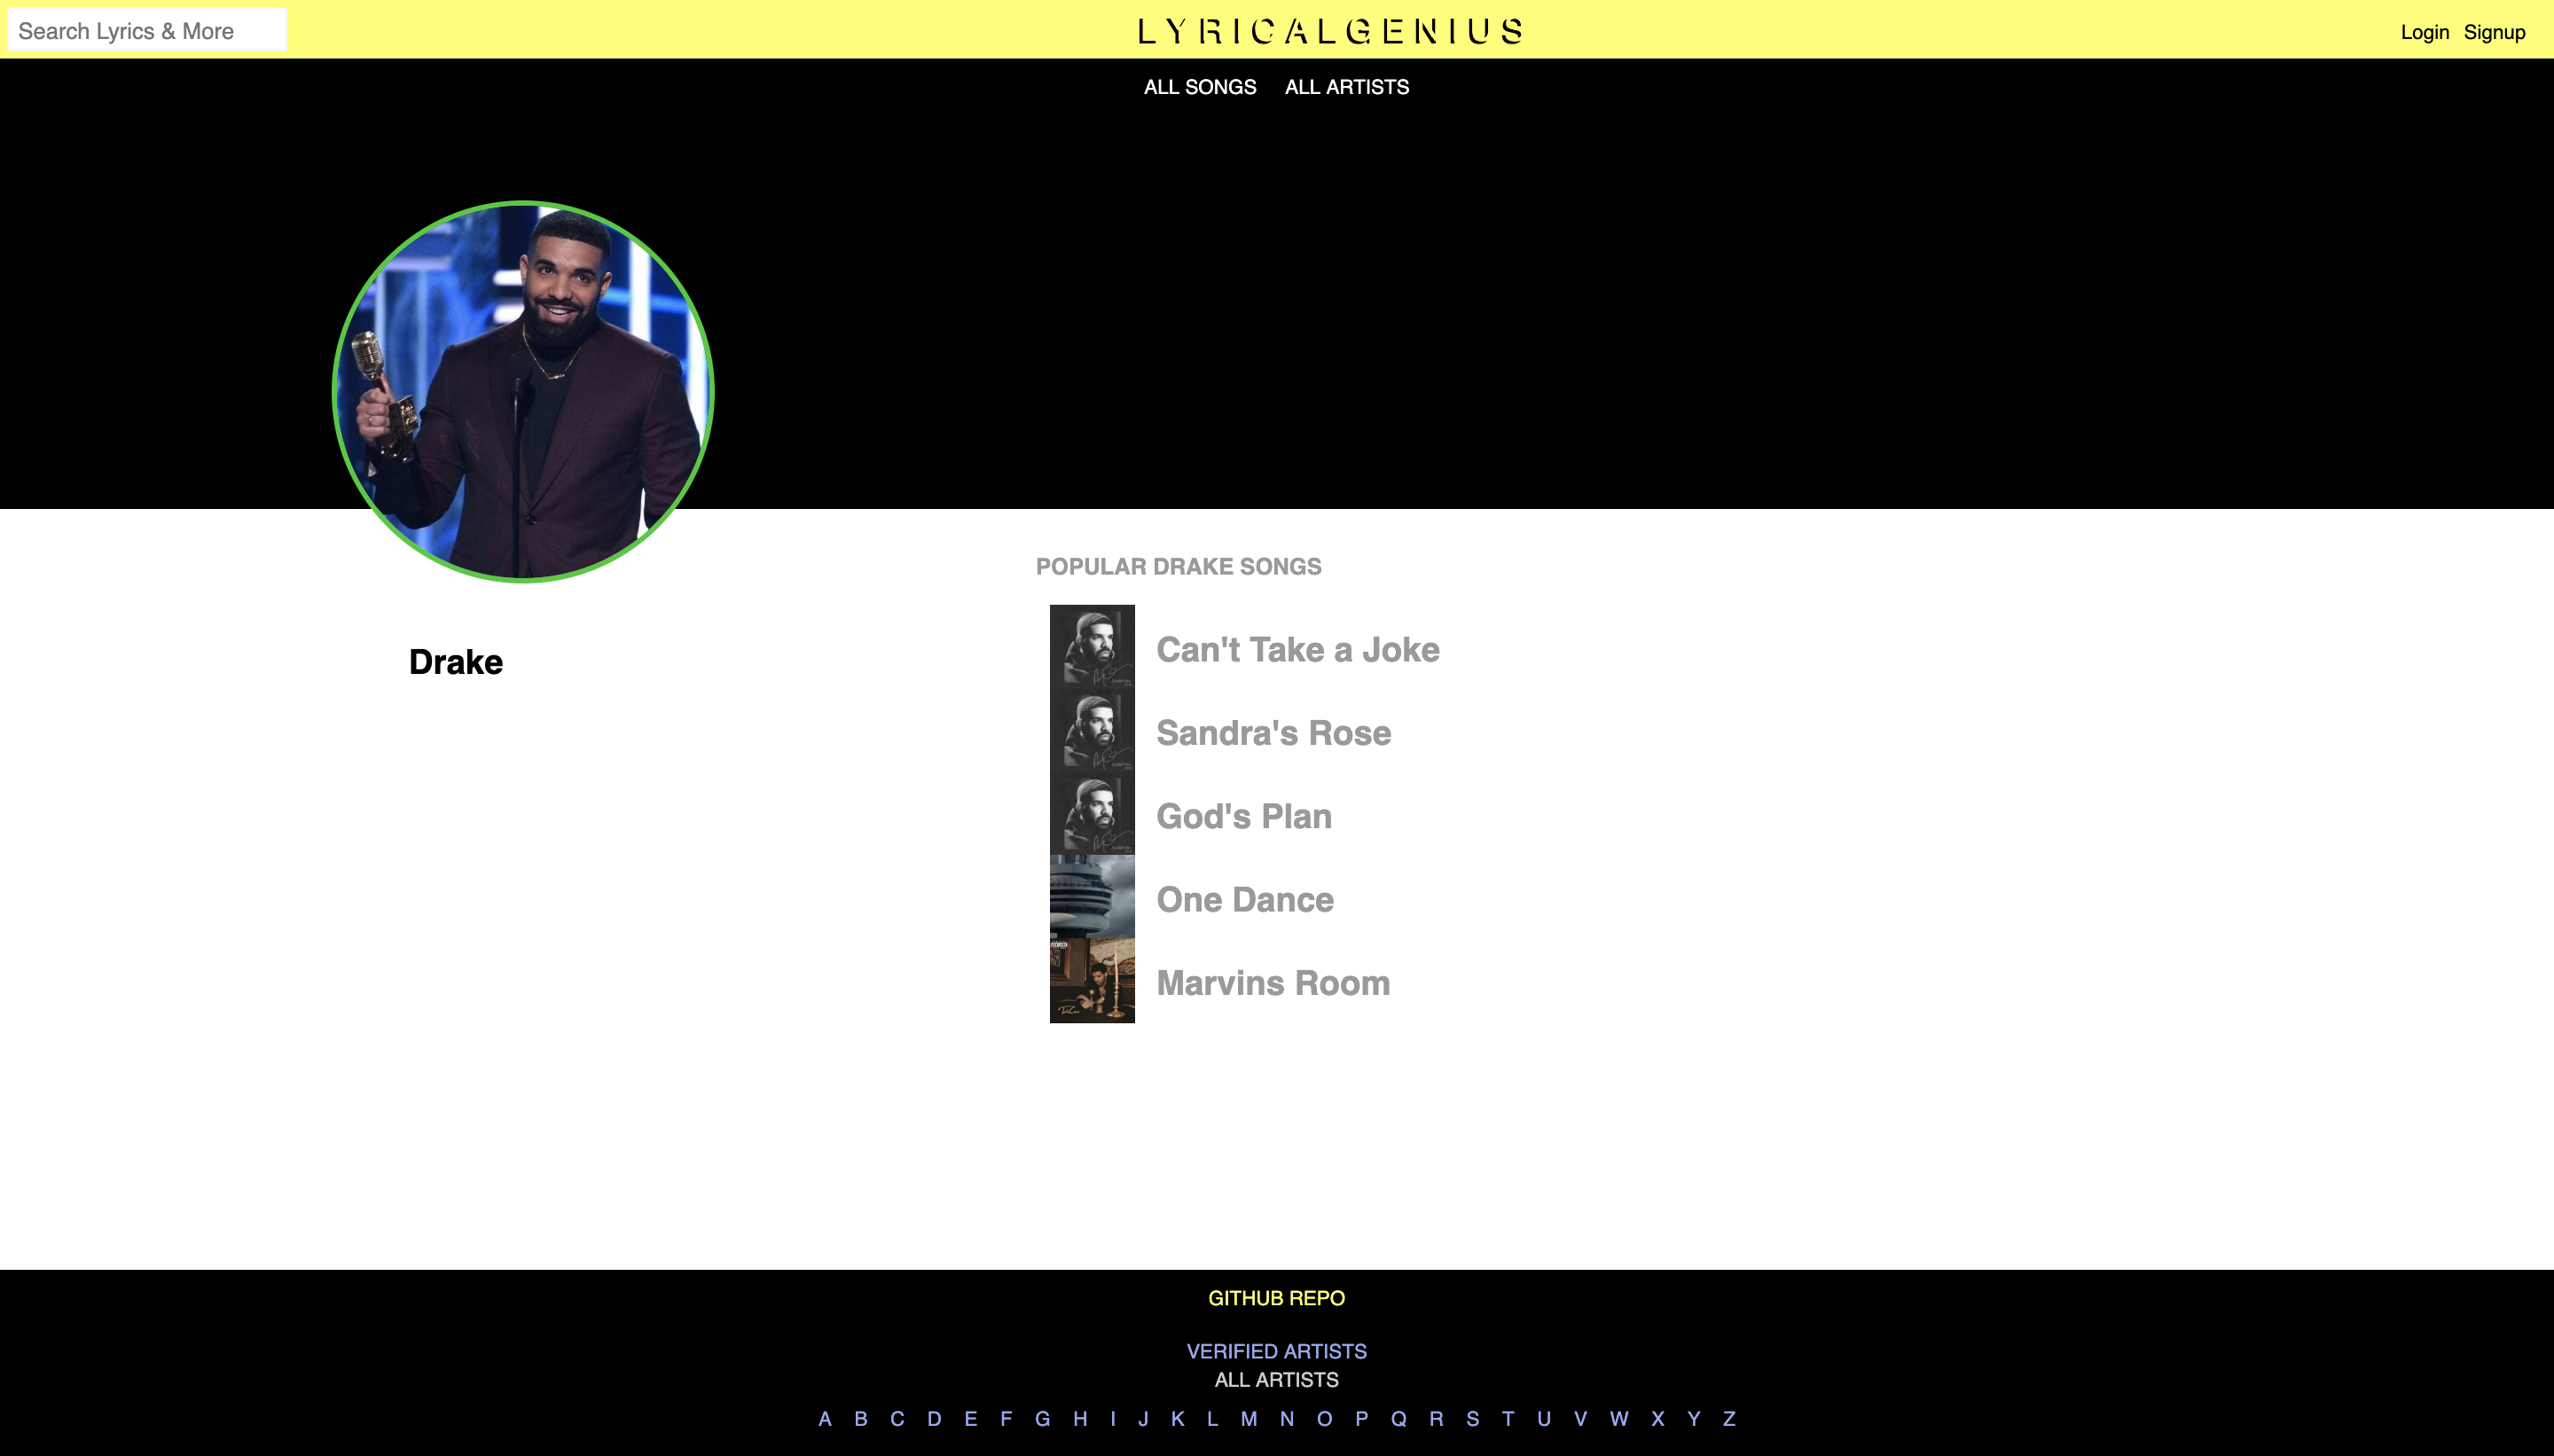 Search Lyrics & More
LYRICALGENIUS
Login Signup
ALL SONGS ALL ARTISTS
POPULAR DRAKE SONGS
Drake
Can't Take a Joke
Sandra's Rose
God's Plan
One Dance
Marvins Room
GITHUB REPO
VERIFIED ARTISTS
ALL ARTISTS
A B C D E F G H I J K L M N O P Q R S T U V W X Y Z